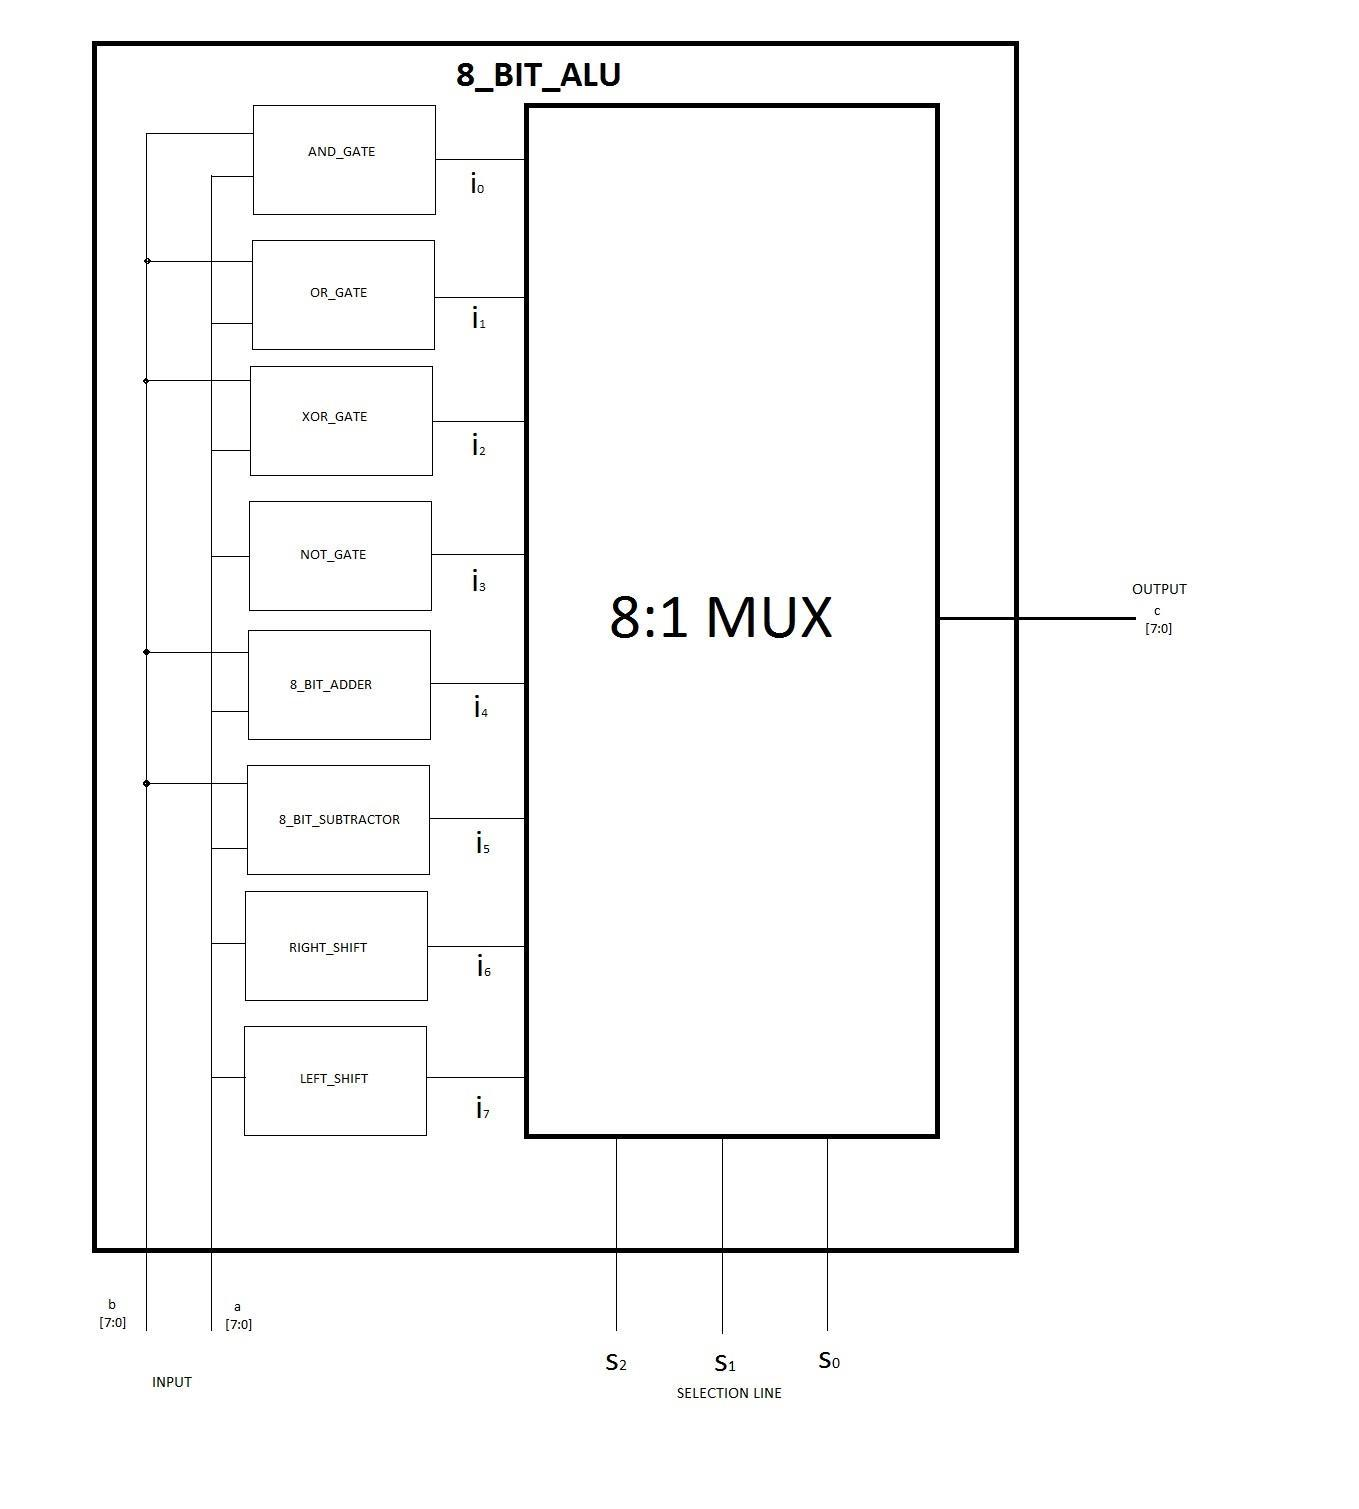 8_BIT_ALU
AND_GATE
i0
OR_GATE
i1
XOR_GATE
i2
NOT_GATE
i3
8:1 MUX
OUTPUT
c
[7:0]
8_BIT_ADDER
i4
8_BIT_SUBTRACTOR
i5
RIGHT_SHIFT
i6
LEFT_SHIFT
i7
b
[7:0]
a
[7:0]
INPUT
S2
S1
S0
SELECTION LINE